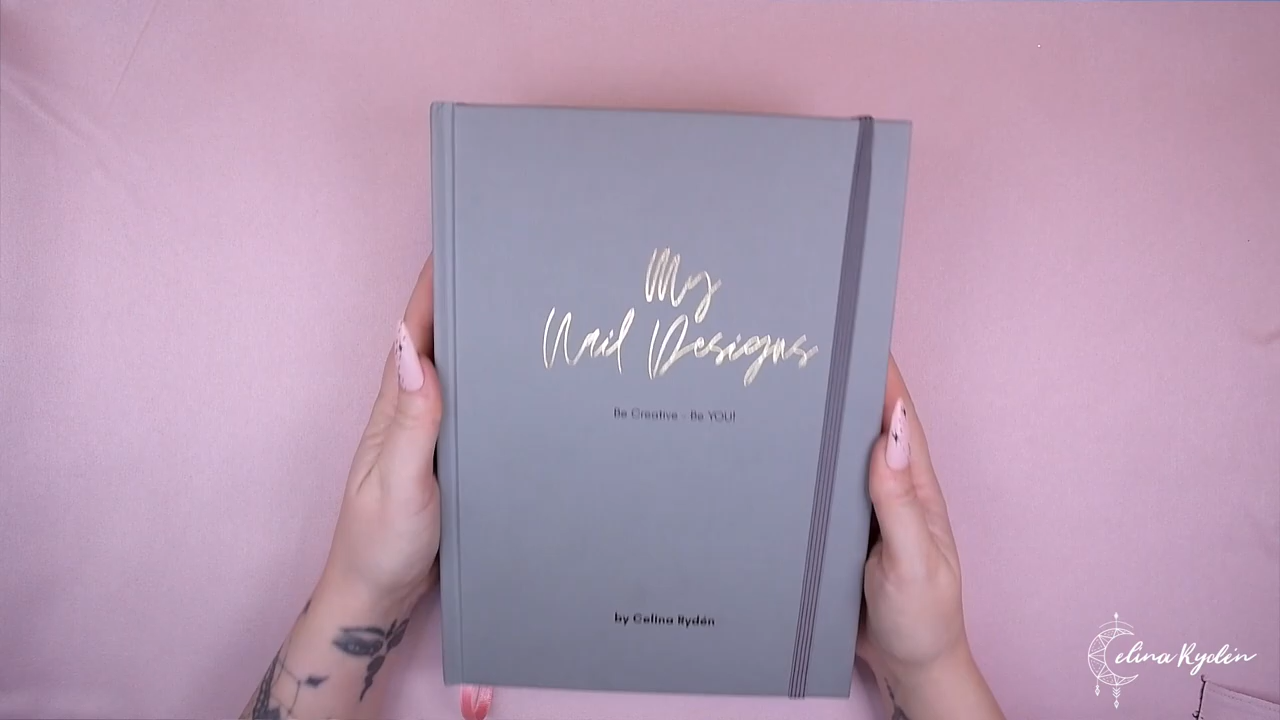 My
Nail Designs
Be Creative - Be YOU!
by Celina Rydén
Celina Rydén